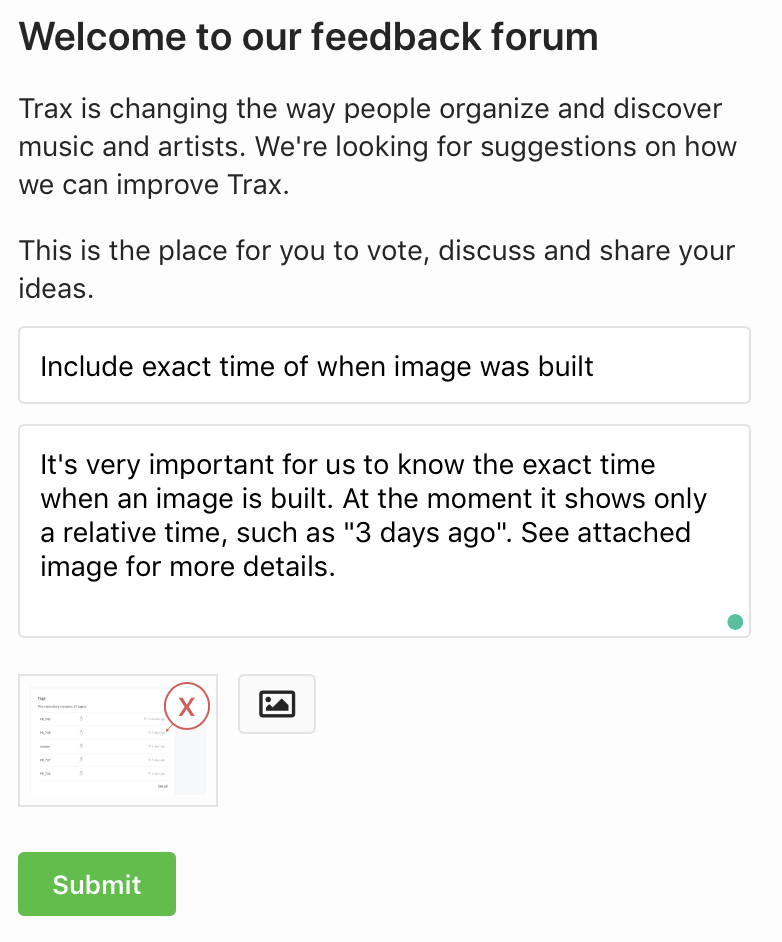 Welcome to our feedback forum
Trax is changing the way people organize and discover
music and artists. We're looking for suggestions on how
we can improve Trax.
This is the place for you to vote, discuss and share your
ideas.
Include exact time of when image was built
It's very important for us to know the exact time
when an image is built. At the moment it shows only
a relative time, such as "3 days ago". See attached
image for more details.
X
Tags
See all
Submit